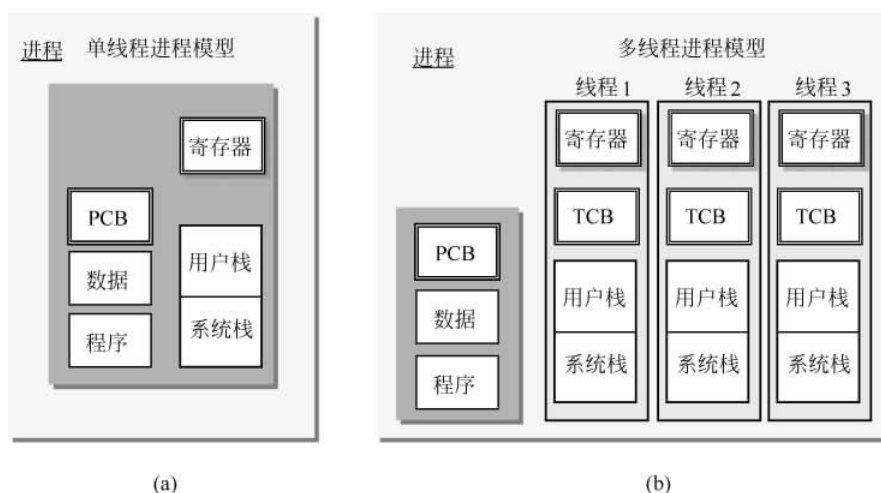 进程 单线程进程模型
寄存器
PCB
数据
程序
用户栈
系统栈
(a)
进程
多线程进程模型
线程1 线程2 线程3
寄存器 寄存器 寄存器
TCB TCB TCB
用户栈 用户栈 用户栈
系统栈 系统栈 系统栈
PCB
数据
程序
(b)